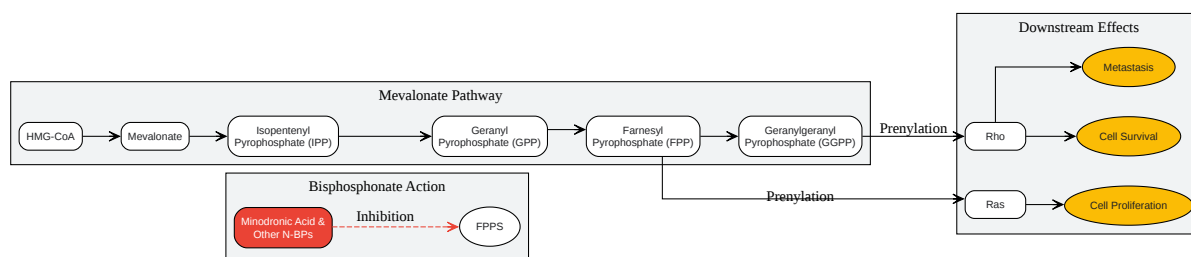 Downstream Effects
Metastasis
Mevalonate Pathway
HMG-CoA
Mevalonate
Isopentenyl
Pyrophosphate (IPP)
Geranyl
Pyrophosphate (GPP)
Farnesyl
Pyrophosphate (FPP)
Geranylgeranyl
Pyrophosphate (GGPP)
Prenylation
Rho
Cell Survival
Bisphosphonate Action
Minodronic Acid &
Other N-BPs
Inhibition
FPPS
Prenylation
Ras
Cell Proliferation